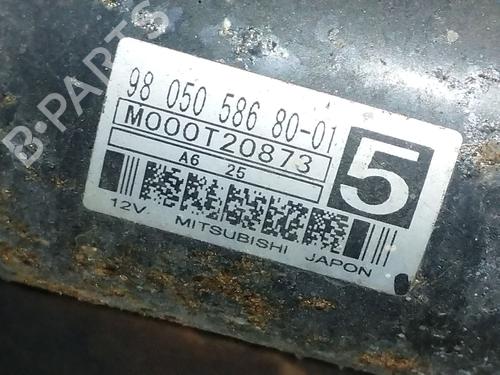 98 050 586 80-01
M000T20873
5
A6 25
12V MITSUBISHI JAPON
B-PARTS